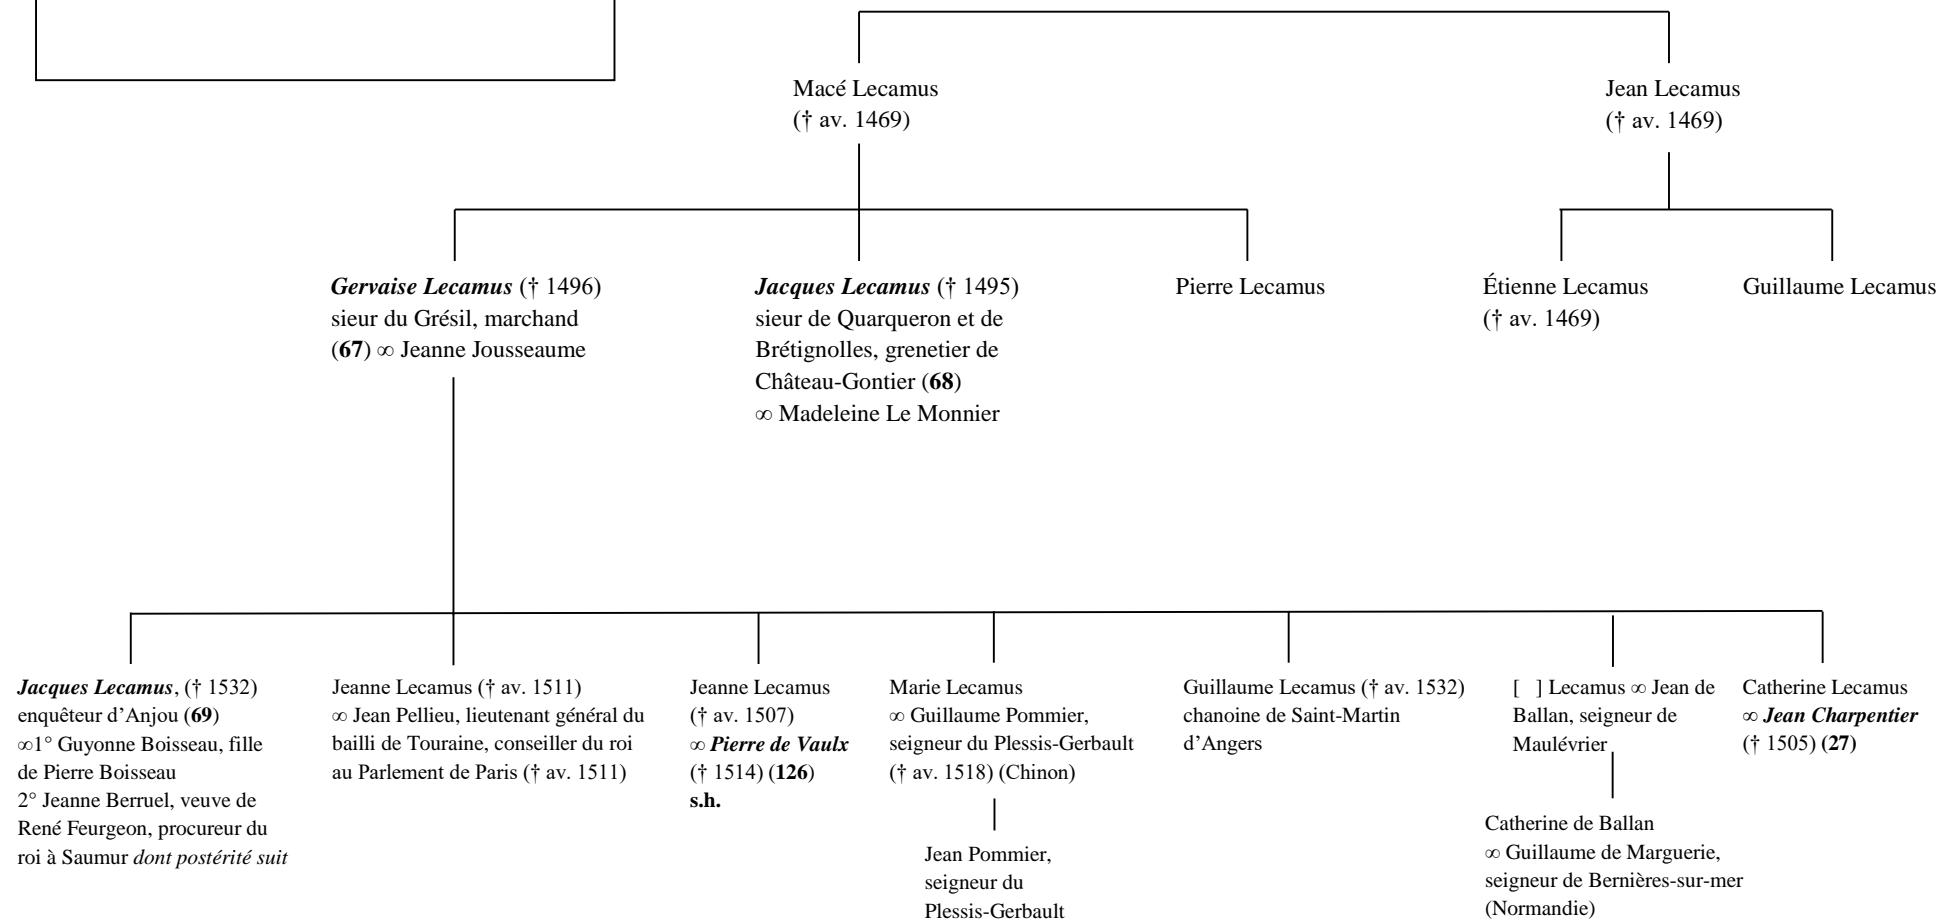 Macé Lecamus
(† av. 1469)
Jean Lecamus
(† av. 1469)
Gervaise Lecamus († 1496)
sieur du Grésil, marchand
(67) ∞ Jeanne Jousseaume
Jacques Lecamus († 1495)
sieur de Quarqueron et de
Brétignolles, grenetier de
Château-Gontier (68)
∞ Madeleine Le Monnier
Pierre Lecamus
Étienne Lecamus
(† av. 1469)
Guillaume Lecamus
Jacques Lecamus, († 1532)
enquêteur d’Anjou (69)
∞1° Guyonne Boisseau, fille
de Pierre Boisseau
2° Jeanne Berruel, veuve de
René Feurgeon, procureur du
roi à Saumur dont postérité suit
Jeanne Lecamus († av. 1511)
∞ Jean Pellieu, lieutenant général du
bailli de Touraine, conseiller du roi
au Parlement de Paris († av. 1511)
Jeanne Lecamus
(† av. 1507)
∞ Pierre de Vaulx
(† 1514) (126)
s.h.
Marie Lecamus
∞ Guillaume Pommier,
seigneur du Plessis-Gerbault
(† av. 1518) (Chinon)
Jean Pommier,
seigneur du
Plessis-Gerbault
Guillaume Lecamus († av. 1532)
chanoine de Saint-Martin
d’Angers
[   ] Lecamus ∞ Jean de
Ballan, seigneur de
Maulévrier
Catherine de Ballan
∞ Guillaume de Marguerie,
seigneur de Bernières-sur-mer
(Normandie)
Catherine Lecamus
∞ Jean Charpentier
(† 1505) (27)